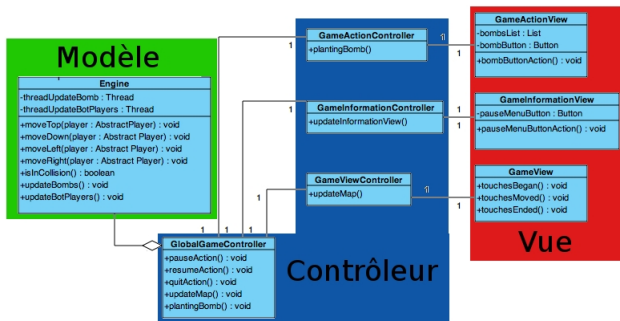 Modèle
Engine
-threadUpdateBomb : Thread
-threadUpdateBotPlayers : Thread
+moveTop(player : AbstractPlayer) : void
+moveDown(player : Abstract Player) : void
+moveLeft(player : Abstract Player) : void
+moveRight(player : Abstract Player) : void
+isInCollision() : boolean
+updateBombs() : void
+updateBotPlayers() : void
GameActionController
+plantingBomb()
1
1
1
GameActionView
-bombsList : List
-bombButton : Button
+bombButtonAction() : void
GameInformationController
+updateInformationView()
1
1
1
GameInformationView
-pauseMenuButton : Button
+pauseMenuButtonAction() : void
GameViewController
+updateMap()
1
1
1
GameView
+touchesBegan() : void
+touchesMoved() : void
+touchesEnded() : void
Vue
1
1
1
GlobalGameController
+pauseAction() : void
+resumeAction() : void
+quitAction() : void
+updateMap() : void
+plantingBomb() : void
Contrôleur